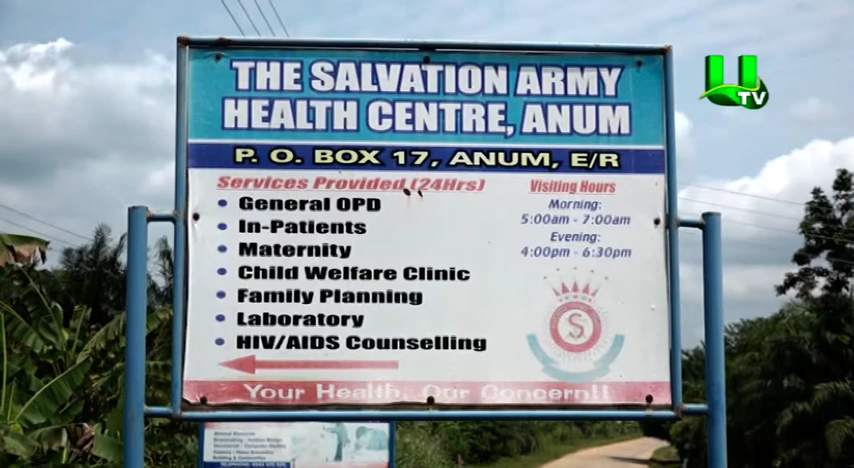 THE SALVATION ARMY
HEALTH CENTRE, ANUM
P. O. BOX 17, ANUM, E/R
Services Provided (24Hrs)
General OPD
In-Patients
Maternity
Child Welfare Clinic
Family Planning
Laboratory
HIV/AIDS Counselling
Visiting Hours
Morning:
5:00am - 7:00am
Evening:
4:00pm - 6:30pm
S
Your Health, Our Concern!!
U
TV